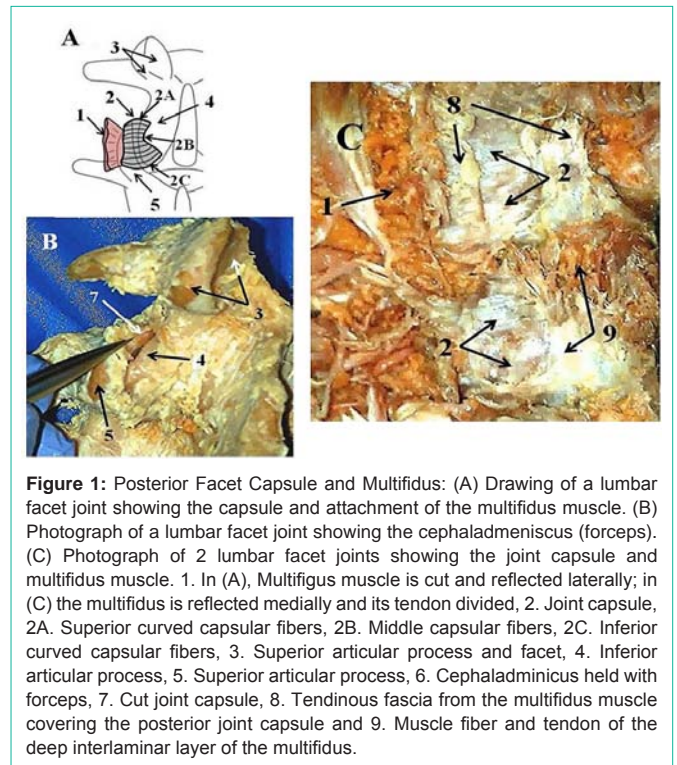 A
3
2
2A
4
1
2B
2C
5
B
7
3
4
5
C
8
2
1
2
9
Figure 1: Posterior Facet Capsule and Multifidus: (A) Drawing of a lumbar
facet joint showing the capsule and attachment of the multifidus muscle. (B)
Photograph of a lumbar facet joint showing the cephaladmeniscus (forceps).
(C) Photograph of 2 lumbar facet joints showing the joint capsule and
multifidus muscle. 1. In (A), Multifigus muscle is cut and reflected laterally; in
(C) the multifidus is reflected medially and its tendon divided, 2. Joint capsule,
2A. Superior curved capsular fibers, 2B. Middle capsular fibers, 2C. Inferior
curved capsular fibers, 3. Superior articular process and facet, 4. Inferior
articular process, 5. Superior articular process, 6. Cephaladminicus held with
forceps, 7. Cut joint capsule, 8. Tendinous fascia from the multifidus muscle
covering the posterior joint capsule and 9. Muscle fiber and tendon of the
deep interlaminar layer of the multifidus.